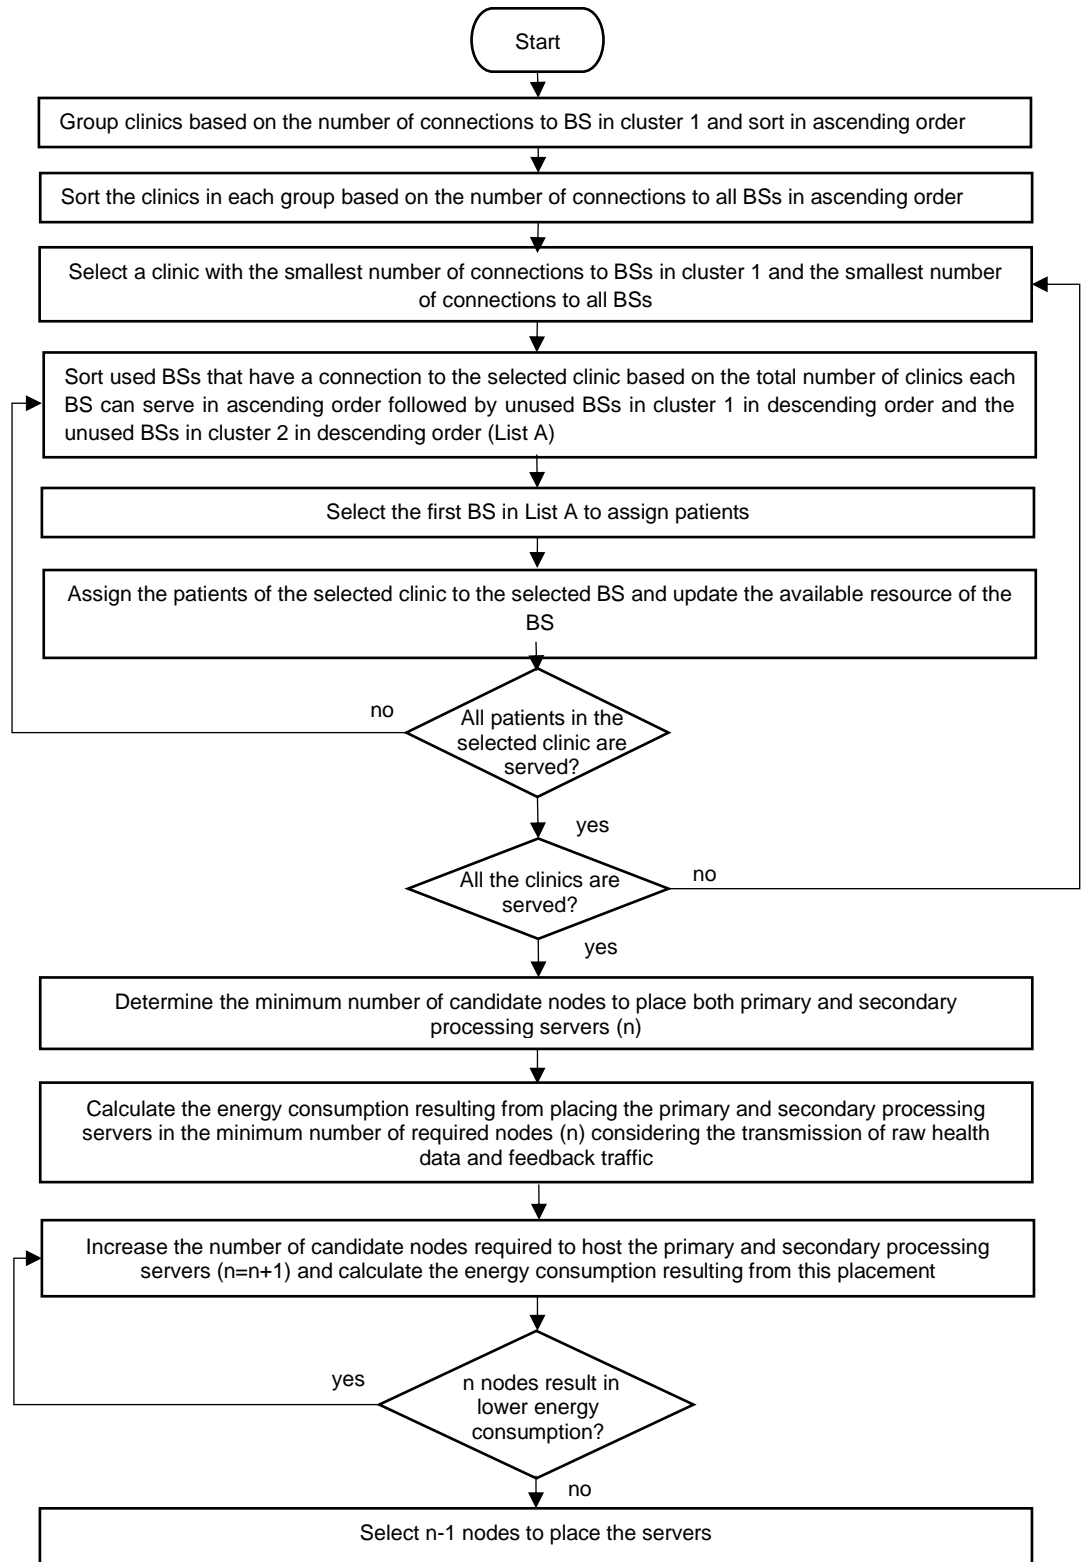 Start
Group clinics based on the number of connections to BS in cluster 1 and sort in ascending order
Sort the clinics in each group based on the number of connections to all BSs in ascending order
Select a clinic with the smallest number of connections to BSs in cluster 1 and the smallest number
of connections to all BSs
Sort used BSs that have a connection to the selected clinic based on the total number of clinics each
BS can serve in ascending order followed by unused BSs in cluster 1 in descending order and the
unused BSs in cluster 2 in descending order (List A)
Select the first BS in List A to assign patients
Assign the patients of the selected clinic to the selected BS and update the available resource of the
BS
no
All patients in the
selected clinic are
served?
yes
All the clinics are
served?
no
yes
Determine the minimum number of candidate nodes to place both primary and secondary
processing servers (n)
Calculate the energy consumption resulting from placing the primary and secondary processing
servers in the minimum number of required nodes (n) considering the transmission of raw health
data and feedback traffic
Increase the number of candidate nodes required to host the primary and secondary processing
servers (n=n+1) and calculate the energy consumption resulting from this placement
yes
n nodes result in
lower energy
consumption?
no
Select n-1 nodes to place the servers